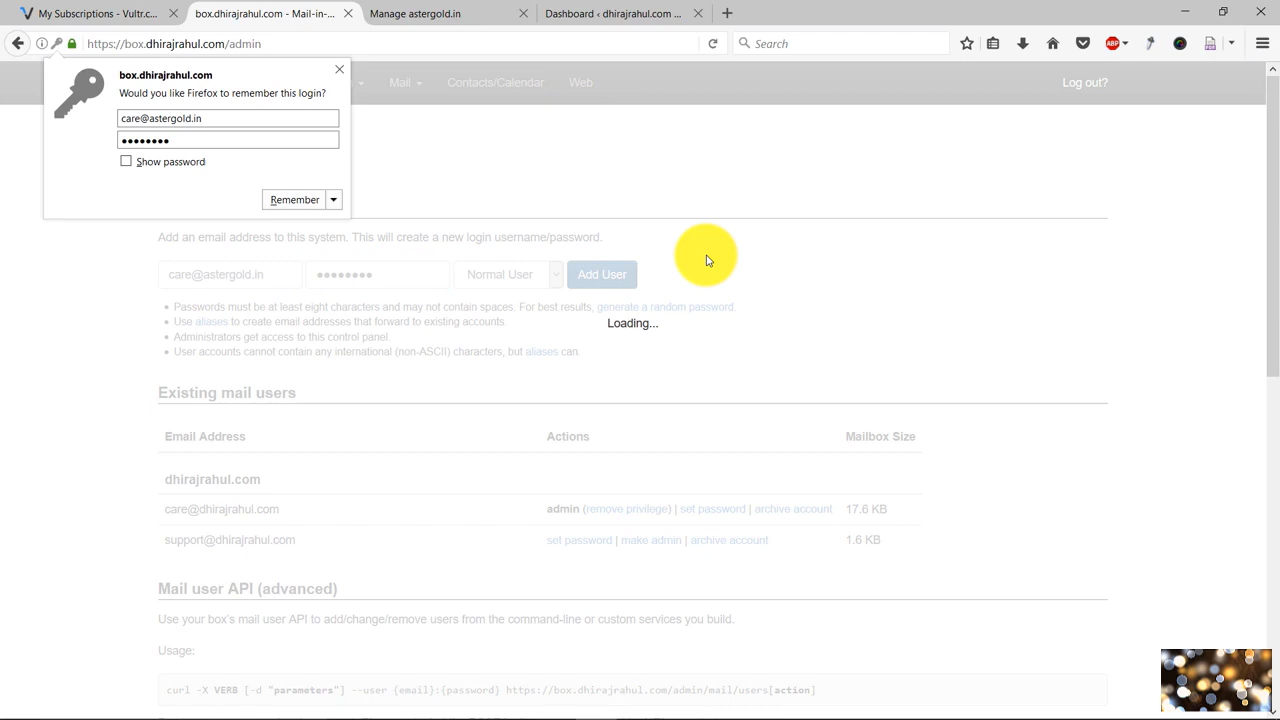 My Subscriptions - Vultr.c...
box.dhirajrahul.com - Mail-in-...
Manage astergold.in
Dashboard ‹ dhirajrahul.com ...
https://box.dhirajrahul.com/admin
Search
ABP
Mail
Contacts/Calendar
Web
Log out?
box.dhirajrahul.com
Would you like Firefox to remember this login?
care@astergold.in
••••••••
Show password
Remember
Add an email address to this system. This will create a new login username/password.
care@astergold.in
••••••••
Normal User
Add User
• Passwords must be at least eight characters and may not contain spaces. For best results, generate a random password.
• Use aliases to create email addresses that forward to existing accounts.
• Administrators get access to this control panel.
• User accounts cannot contain any international (non-ASCII) characters, but aliases can.
Loading...
Existing mail users
Email Address Actions Mailbox Size
dhirajrahul.com
care@dhirajrahul.com admin (remove privilege) | set password | archive account 17.6 KB
support@dhirajrahul.com set password | make admin | archive account 1.6 KB
Mail user API (advanced)
Use your box's mail user API to add/change/remove users from the command-line or custom services you build.
Usage:
curl -X VERB [-d "parameters"] --user {email}:{password} https://box.dhirajrahul.com/admin/mail/users[action]